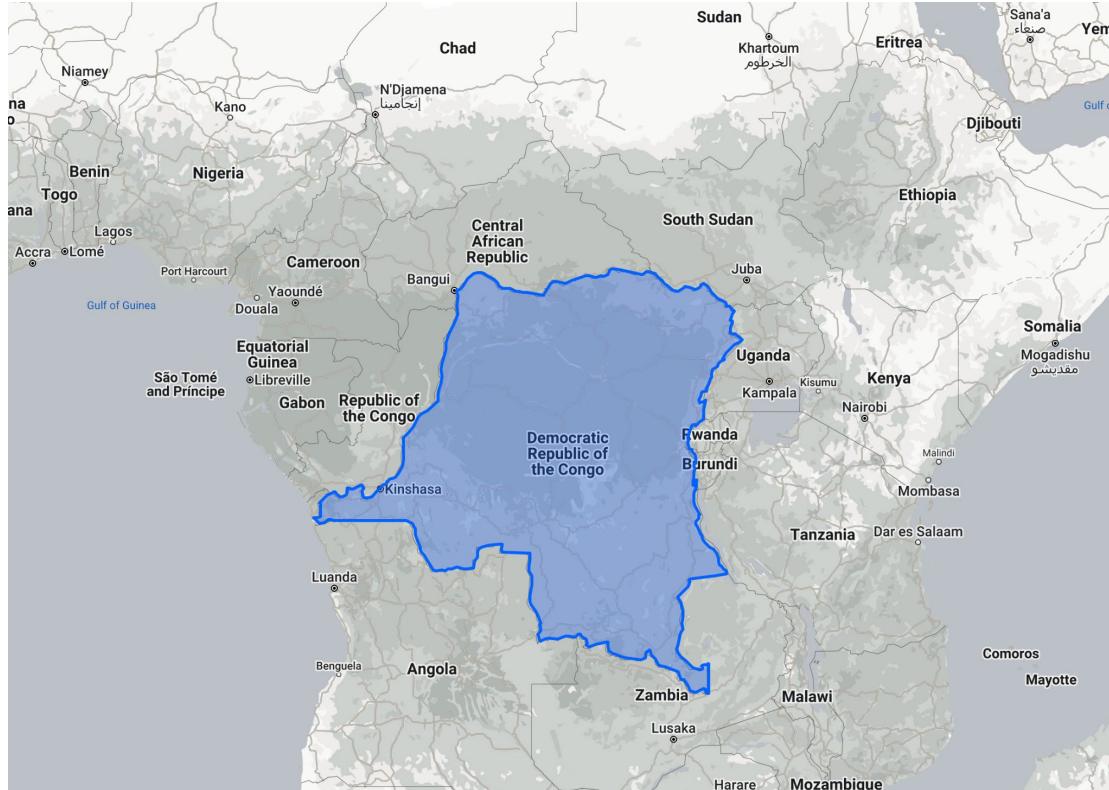 Sudan
Sana'a
صنعاء
Chad
Khartoum
الخرطوم
Eritrea
Niamey
N'Djamena
إنجامينا
Kano
na
o
Gulf o
Djibouti
Benin
Nigeria
Togo
Ethiopia
ana
South Sudan
Central
African
Republic
Lagos
Accra
Lomé
Cameroon
Port Harcourt
Bangui
Juba
Yaoundé
Gulf of Guinea
Douala
Somalia
Equatorial
Guinea
Uganda
Mogadishu
مقديشو
São Tomé
and Príncipe
Libreville
Kenya
Kisumu
Kampala
Gabon
Republic of
the Congo
Nairobi
Democratic
Republic of
the Congo
Rwanda
Burundi
Malindi
Kinshasa
Mombasa
Tanzania
Dar es Salaam
Luanda
Comoros
Benguela
Angola
Mayotte
Zambia
Malawi
Lusaka
Harare
Mozambique